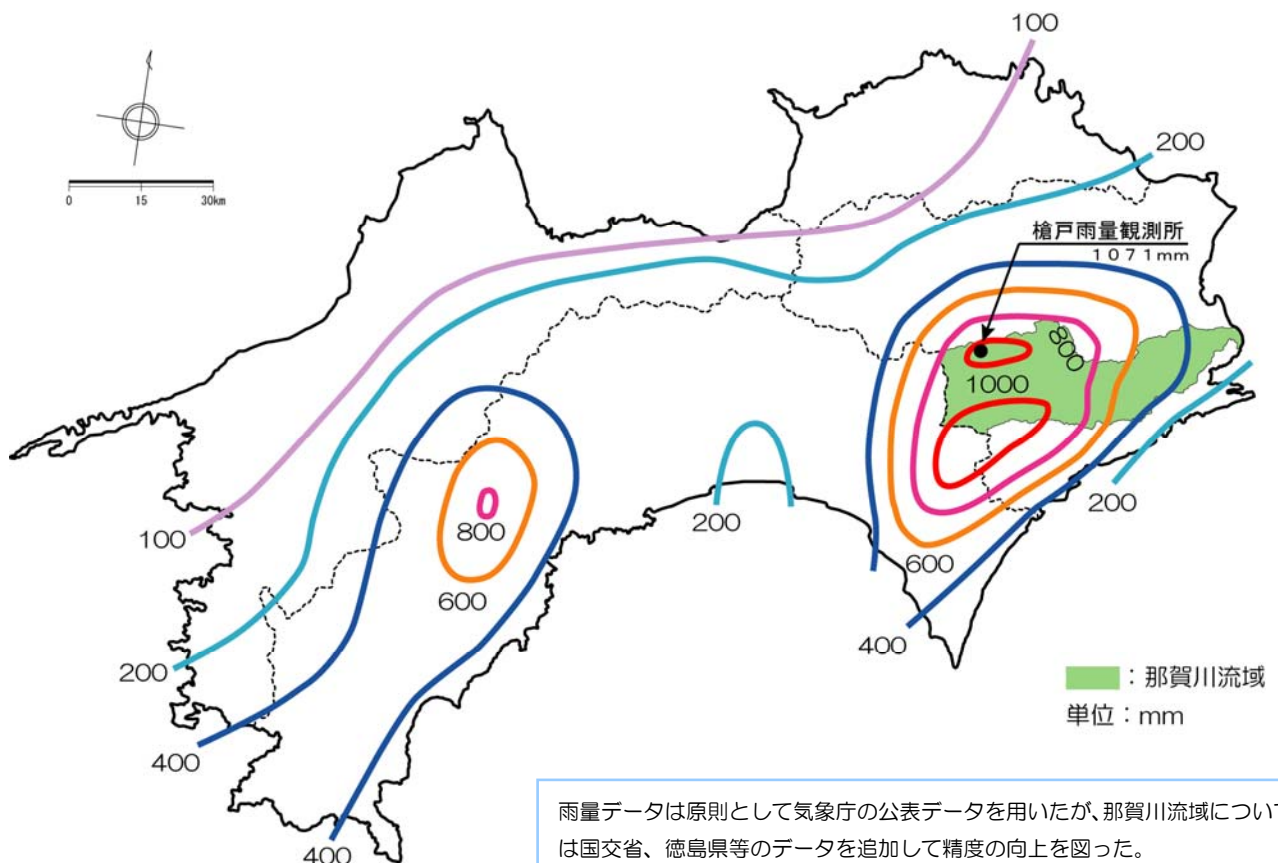 100
200
0 15 30km
槍戸雨量観測所
1071mm
800
1000
100
800
600
200
200
600
200
400
400
400
:那賀川流域
単位:mm
雨量データは原則として気象庁の公表データを用いたが、那賀川流域について
は国交省、徳島県等のデータを追加して精度の向上を図った。